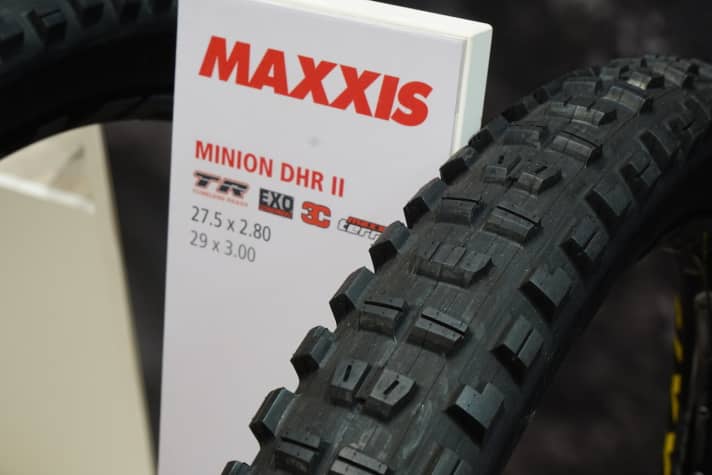 MAXXIS
MINION DHR II
TR EXO 3C
27.5 x 2.80
29 x 3.00